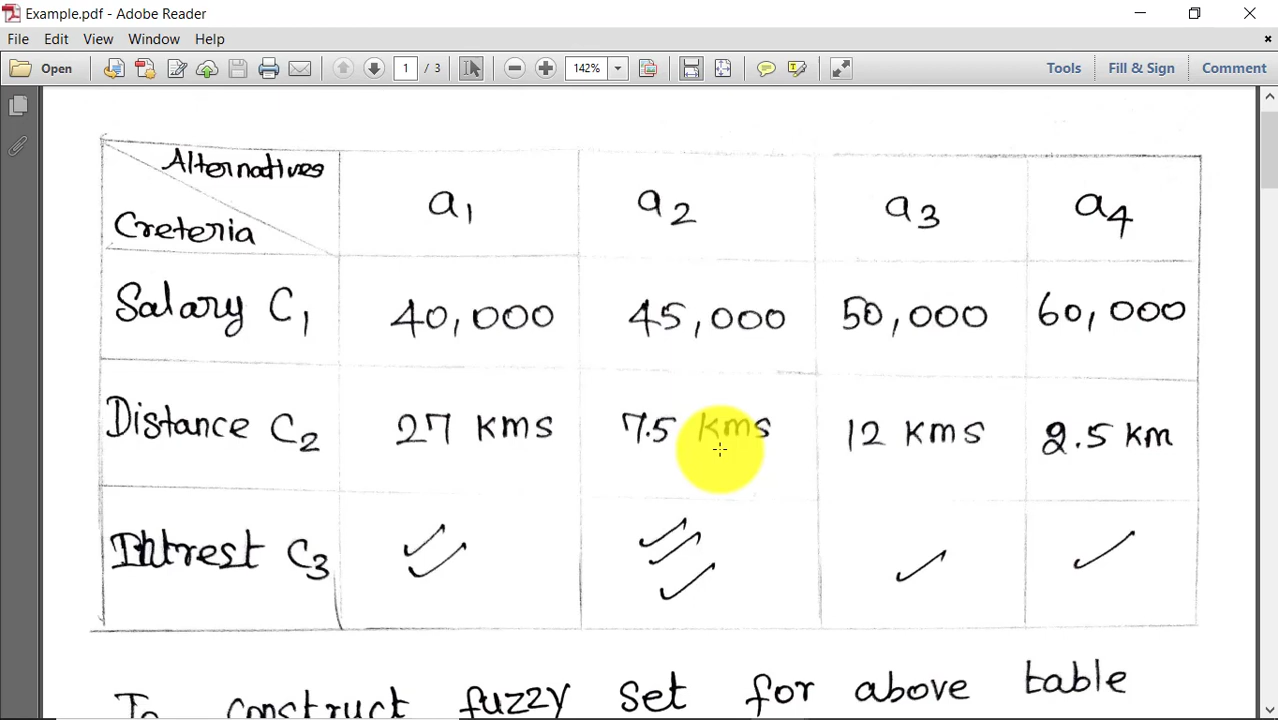 Example.pdf - Adobe Reader
File Edit View Window Help
Open 1 / 3 142% Tools Fill & Sign Comment
Alternatives
Creteria a1 a2 a3 a4
Salary C1 40,000 45,000 50,000 60,000
Distance C2 27 kms 7.5 kms 12 kms 2.5 km
Intrest C3
To construct fuzzy set for above table